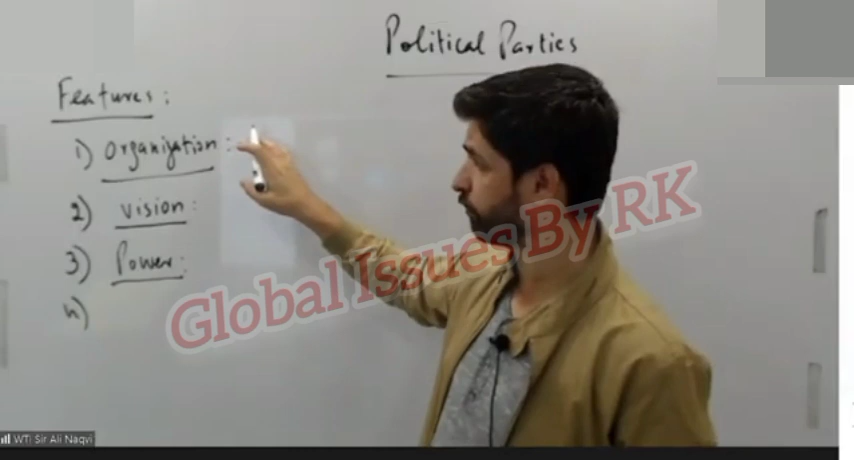 Political Parties
Features:
1) Organization:
2) vision:
3) Power:
4)
Global Issues By RK
WTI Sir Ali Naqvi